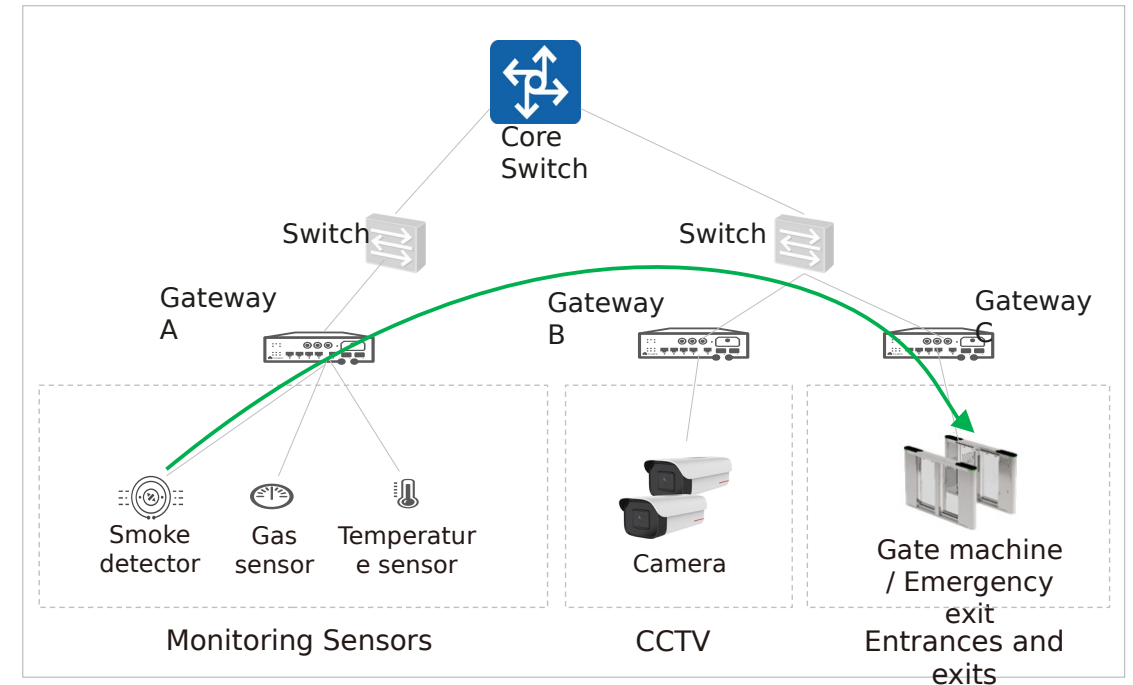 Core
Switch
Switch
Switch
Gateway
A
Gateway
B
Gateway
C
Smoke
detector
Gas
sensor
Temperatur
e sensor
Camera
Gate machine
/ Emergency
exit
Monitoring Sensors
CCTV
Entrances and
exits